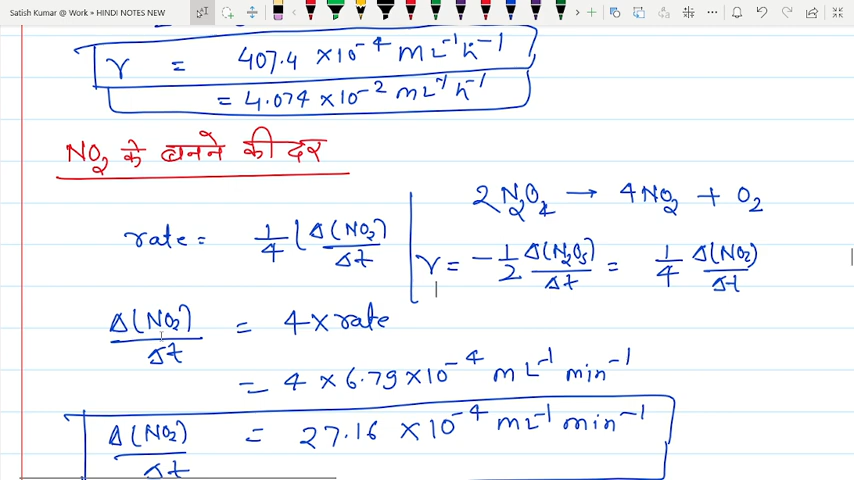 Satish Kumar @ Work » HINDI NOTES NEW
r = 407.4 × 10⁻⁴ mL⁻¹ h⁻¹
= 4.074 × 10⁻² mL⁻¹ h⁻¹
NO₂ के बनने की दर
2N₂O₄ → 4NO₂ + O₂
rate = 1/4 (Δ(NO₂)/Δt
r = -1/2 Δ(N₂O₅)/Δt = 1/4 Δ(NO₂)/Δt
Δ(NO₂)/Δt = 4 × rate
= 4 × 6.79 × 10⁻⁴ mL⁻¹ min⁻¹
Δ(NO₂)/Δt = 27.16 × 10⁻⁴ mL⁻¹ min⁻¹